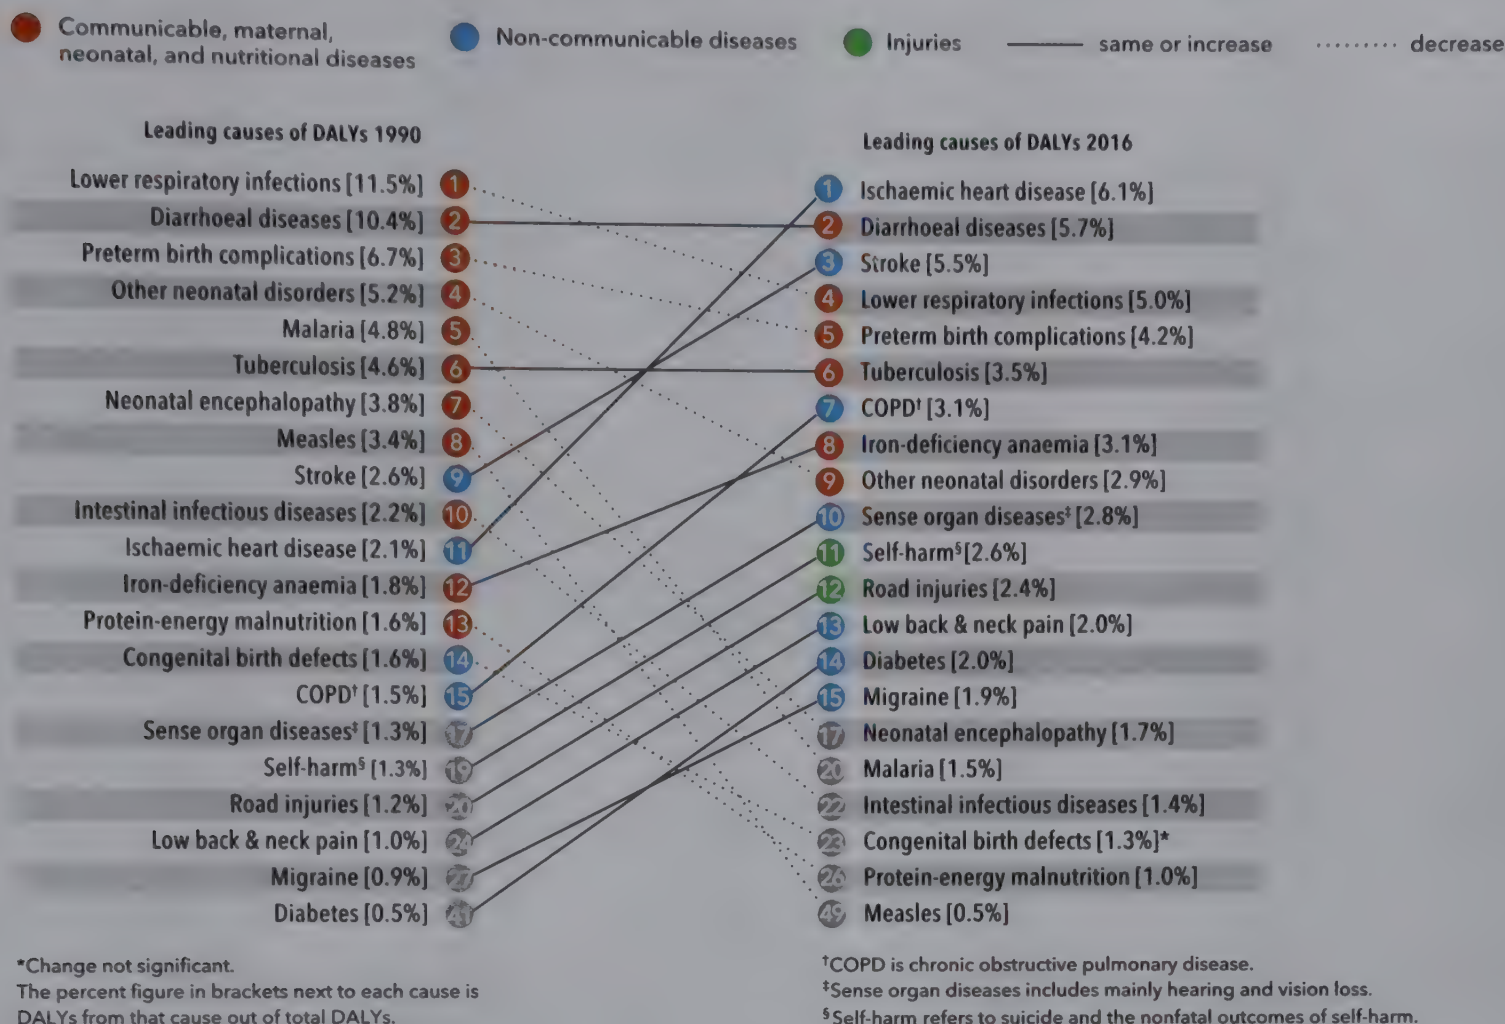 Communicable, maternal,
neonatal, and nutritional diseases
Non-communicable diseases
Injuries
same or increase
decrease
Leading causes of DALYs 1990
Lower respiratory infections [11.5%] 1
Diarrhoeal diseases [10.4%] 2
Preterm birth complications [6.7%] 3
Other neonatal disorders [5.2%] 4
Malaria [4.8%] 5
Tuberculosis [4.6%] 6
Neonatal encephalopathy [3.8%] 7
Measles [3.4%] 8
Stroke [2.6%] 9
Intestinal infectious diseases [2.2%] 10
Ischaemic heart disease [2.1%] 11
Iron-deficiency anaemia [1.8%] 12
Protein-energy malnutrition [1.6%] 13
Congenital birth defects [1.6%] 14
COPD† [1.5%] 15
Sense organ diseases‡ [1.3%] 17
Self-harm§ [1.3%] 19
Road injuries [1.2%] 20
Low back & neck pain [1.0%] 24
Migraine [0.9%] 27
Diabetes [0.5%] 41
Leading causes of DALYs 2016
1 Ischaemic heart disease [6.1%]
2 Diarrhoeal diseases [5.7%]
3 Stroke [5.5%]
4 Lower respiratory infections [5.0%]
5 Preterm birth complications [4.2%]
6 Tuberculosis [3.5%]
7 COPD† [3.1%]
8 Iron-deficiency anaemia [3.1%]
9 Other neonatal disorders [2.9%]
10 Sense organ diseases‡ [2.8%]
11 Self-harm§ [2.6%]
12 Road injuries [2.4%]
13 Low back & neck pain [2.0%]
14 Diabetes [2.0%]
15 Migraine [1.9%]
17 Neonatal encephalopathy [1.7%]
20 Malaria [1.5%]
22 Intestinal infectious diseases [1.4%]
23 Congenital birth defects [1.3%]*
26 Protein-energy malnutrition [1.0%]
49 Measles [0.5%]
*Change not significant.
The percent figure in brackets next to each cause is
DALYs from that cause out of total DALYs.
†COPD is chronic obstructive pulmonary disease.
‡Sense organ diseases includes mainly hearing and vision loss.
§Self-harm refers to suicide and the nonfatal outcomes of self-harm.